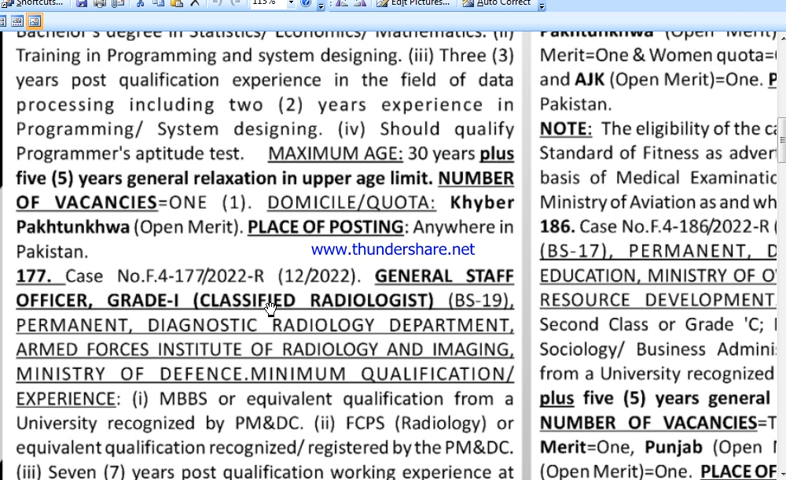 Shortcuts...
115%
Edit Pictures...
Auto Correct
Bachelor's degree in Statistics/ Economics/ Mathematics. (ii)
Training in Programming and system designing. (iii) Three (3)
years post qualification experience in the field of data
processing including two (2) years experience in
Programming/ System designing. (iv) Should qualify
Programmer's aptitude test. MAXIMUM AGE: 30 years plus
five (5) years general relaxation in upper age limit. NUMBER
OF VACANCIES=ONE (1). DOMICILE/QUOTA: Khyber
Pakhtunkhwa (Open Merit). PLACE OF POSTING: Anywhere in
Pakistan.
www.thundershare.net
177. Case No.F.4-177/2022-R (12/2022). GENERAL STAFF
OFFICER, GRADE-I (CLASSIFIED RADIOLOGIST) (BS-19),
PERMANENT, DIAGNOSTIC RADIOLOGY DEPARTMENT,
ARMED FORCES INSTITUTE OF RADIOLOGY AND IMAGING,
MINISTRY OF DEFENCE.MINIMUM QUALIFICATION/
EXPERIENCE: (i) MBBS or equivalent qualification from a
University recognized by PM&DC. (ii) FCPS (Radiology) or
equivalent qualification recognized/ registered by the PM&DC.
(iii) Seven (7) years post qualification working experience at
Pakhtunkhwa (Open Merit)
Merit=One & Women quota=
and AJK (Open Merit)=One. P
Pakistan.
NOTE: The eligibility of the ca
Standard of Fitness as adver
basis of Medical Examinatic
Ministry of Aviation as and wh
186. Case No.F.4-186/2022-R (
(BS-17), PERMANENT, D
EDUCATION, MINISTRY OF O
RESOURCE DEVELOPMENT
Second Class or Grade 'C; I
Sociology/ Business Admini
from a University recognized
plus five (5) years general
NUMBER OF VACANCIES=T
Merit=One, Punjab (Open
(Open Merit)=One. PLACE OF